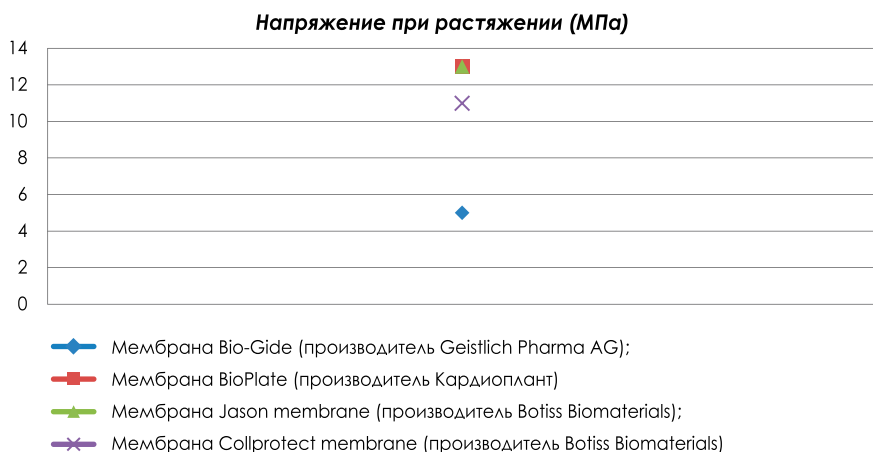 Напряжение при растяжении (МПа)
14
12
10
8
6
4
2
0
Мембрана Bio-Gide (производитель Geistlich Pharma AG);
Мембрана BioPlate (производитель Кардиоплант)
Мембрана Jason membrane (производитель Botiss Biomaterials);
Мембрана Collprotect membrane (производитель Botiss Biomaterials)